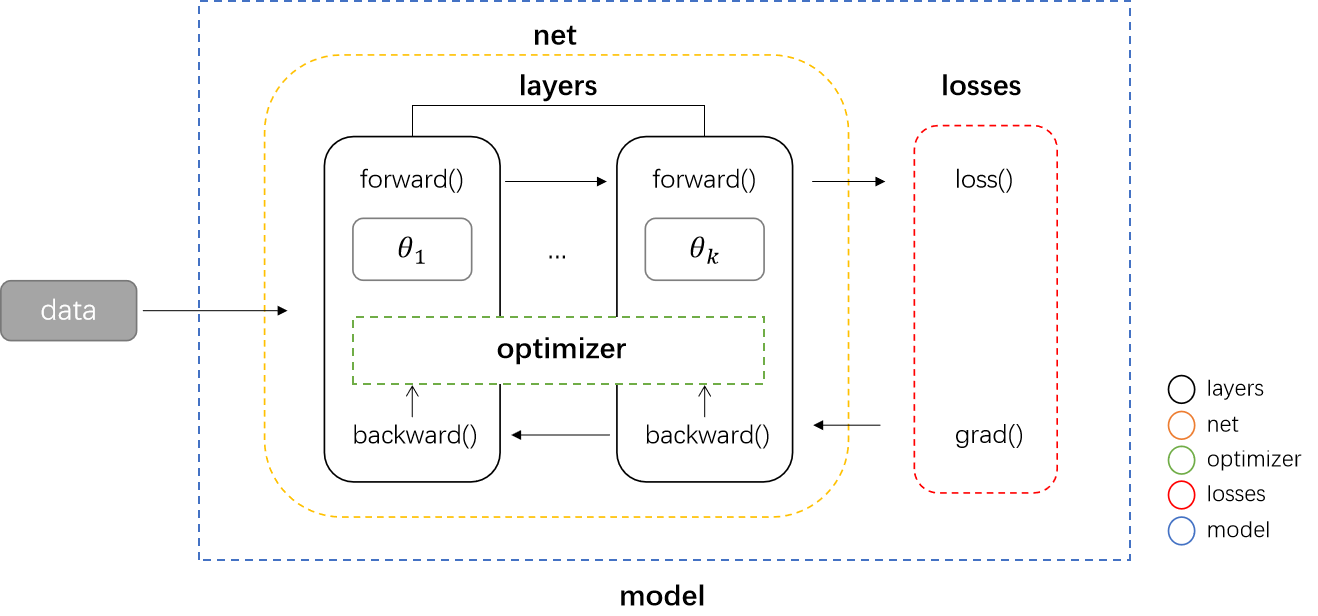 net
layers
losses
forward()
forward()
loss()
θ1
...
θk
data
optimizer
backward()
backward()
grad()
layers
net
optimizer
losses
model
model